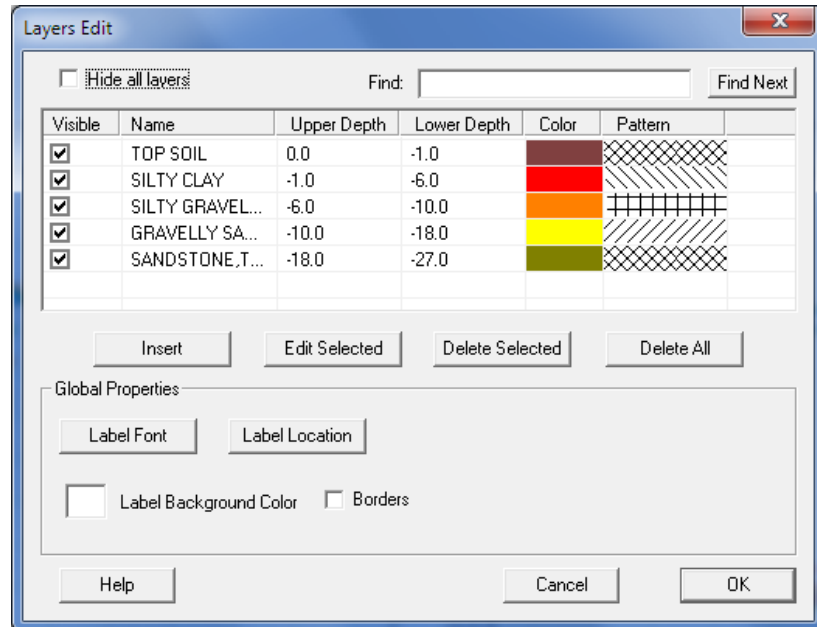 Layers Edit
Hide all layers Find: Find Next
Visible Name Upper Depth Lower Depth Color Pattern
TOP SOIL 0.0 -1.0
SILTY CLAY -1.0 -6.0
SILTY GRAVEL... -6.0 -10.0
GRAVELLY SA... -10.0 -18.0
SANDSTONE,T... -18.0 -27.0
Insert Edit Selected Delete Selected Delete All
Global Properties
Label Font Label Location
Label Background Color Borders
Help Cancel OK